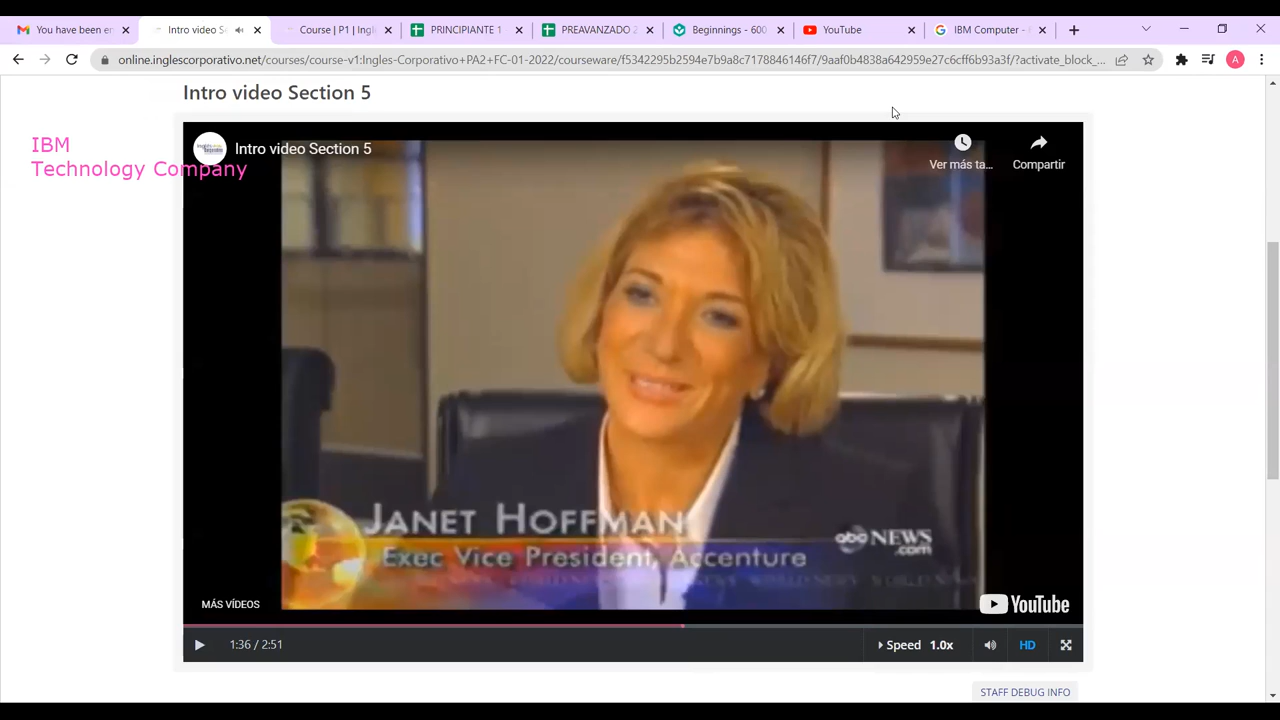 You have been er
Intro video S
Course | P1 | Ingl
PRINCIPIANTE 1
PREAVANZADO 2
Beginnings - 600
YouTube
IBM Computer -
online.inglescorporativo.net/courses/course-v1:Ingles-Corporativo+PA2+FC-01-2022/courseware/f5342295b2594e7b9a8c7178846146f7/9aaf0b4838a642959e27c6cff6b93a3f/?activate_block_...
A
Intro video Section 5
IBM
Technology Company
Intro video Section 5
Ver más ta...
Compartir
JANET HOFFMAN
Exec Vice President, Accenture
abc NEWS
.com
MÁS VÍDEOS
YouTube
1:36 / 2:51
Speed 1.0x
HD
STAFF DEBUG INFO